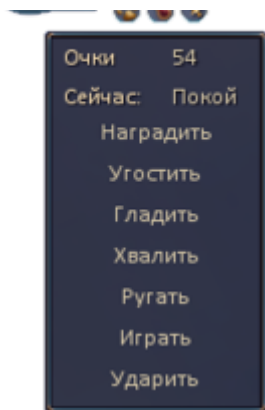 Очки 54
Сейчас: Покой
Наградить
Угостить
Гладить
Хвалить
Ругать
Играть
Ударить